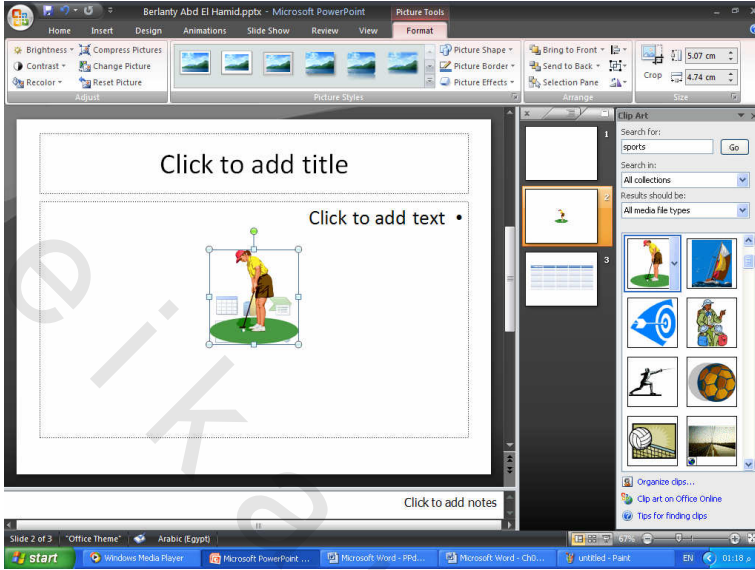 Berlanty Abd El Hamid.pptx - Microsoft PowerPoint
Picture Tools
Home Insert Design Animations Slide Show Review View Format
Brightness
Contrast
Recolor
Compress Pictures
Change Picture
Reset Picture
Adjust
Picture Styles
Picture Shape
Picture Border
Picture Effects
Bring to Front
Send to Back
Selection Pane
Arrange
Crop
5.07 cm
4.74 cm
Size
Click to add title
Click to add text •
Click to add notes
1
2
3
Clip Art
Search for:
sports
Go
Search in:
All collections
Results should be:
All media file types
Organize clips...
Clip art on Office Online
Tips for finding clips
Slide 2 of 3 "Office Theme" Arabic (Egypt) 67%
start Windows Media Player Microsoft PowerPoint ... Microsoft Word - PPd... Microsoft Word - Ch0... untitled - Paint EN 01:18 م
e i k a